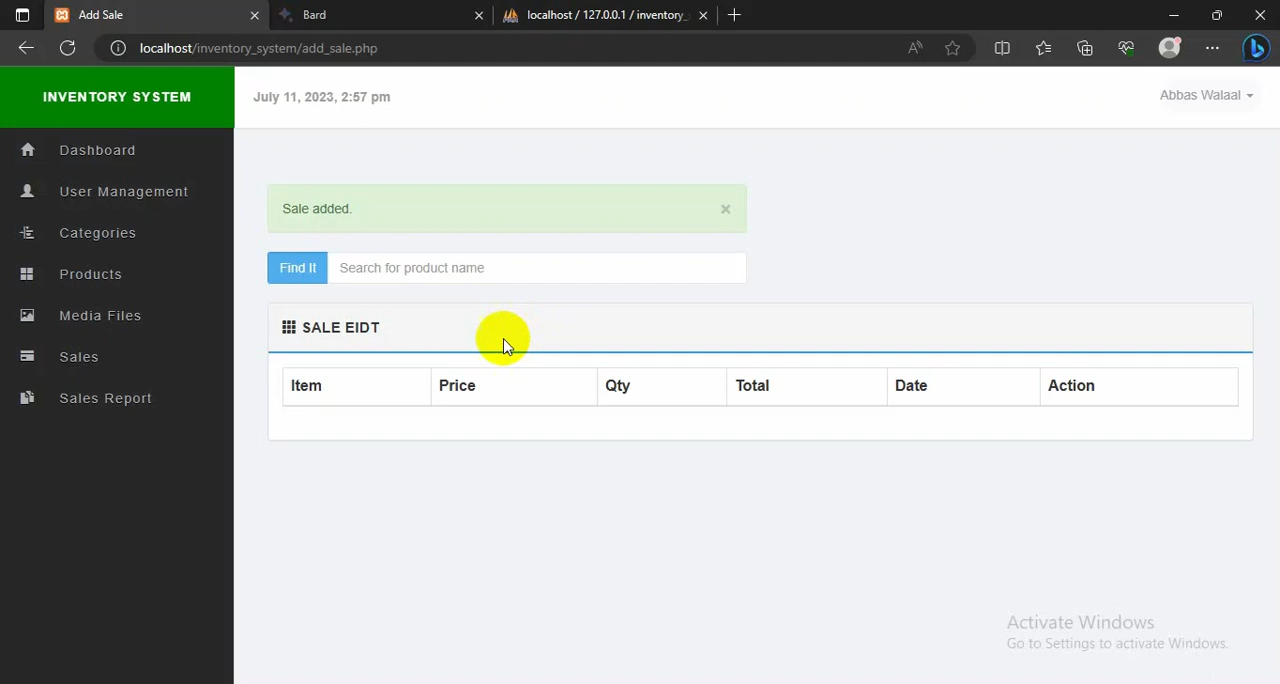 Add Sale
Bard
localhost / 127.0.0.1 / inventory_
localhost/inventory_system/add_sale.php
INVENTORY SYSTEM
July 11, 2023, 2:57 pm
Abbas Walaal
Dashboard
User Management
Categories
Products
Media Files
Sales
Sales Report
Sale added.
Find It
Search for product name
SALE EIDT
Item Price Qty Total Date Action
Activate Windows
Go to Settings to activate Windows.